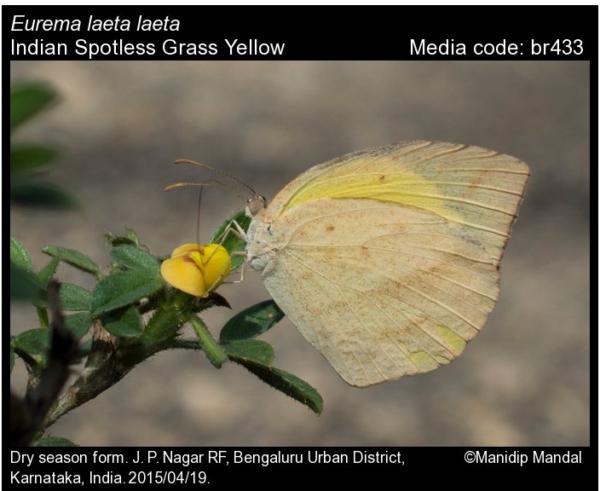 Eurema laeta laeta
Indian Spotless Grass Yellow Media code: br433
Dry season form. J. P. Nagar RF, Bengaluru Urban District, ©Manidip Mandal
Karnataka, India. 2015/04/19.